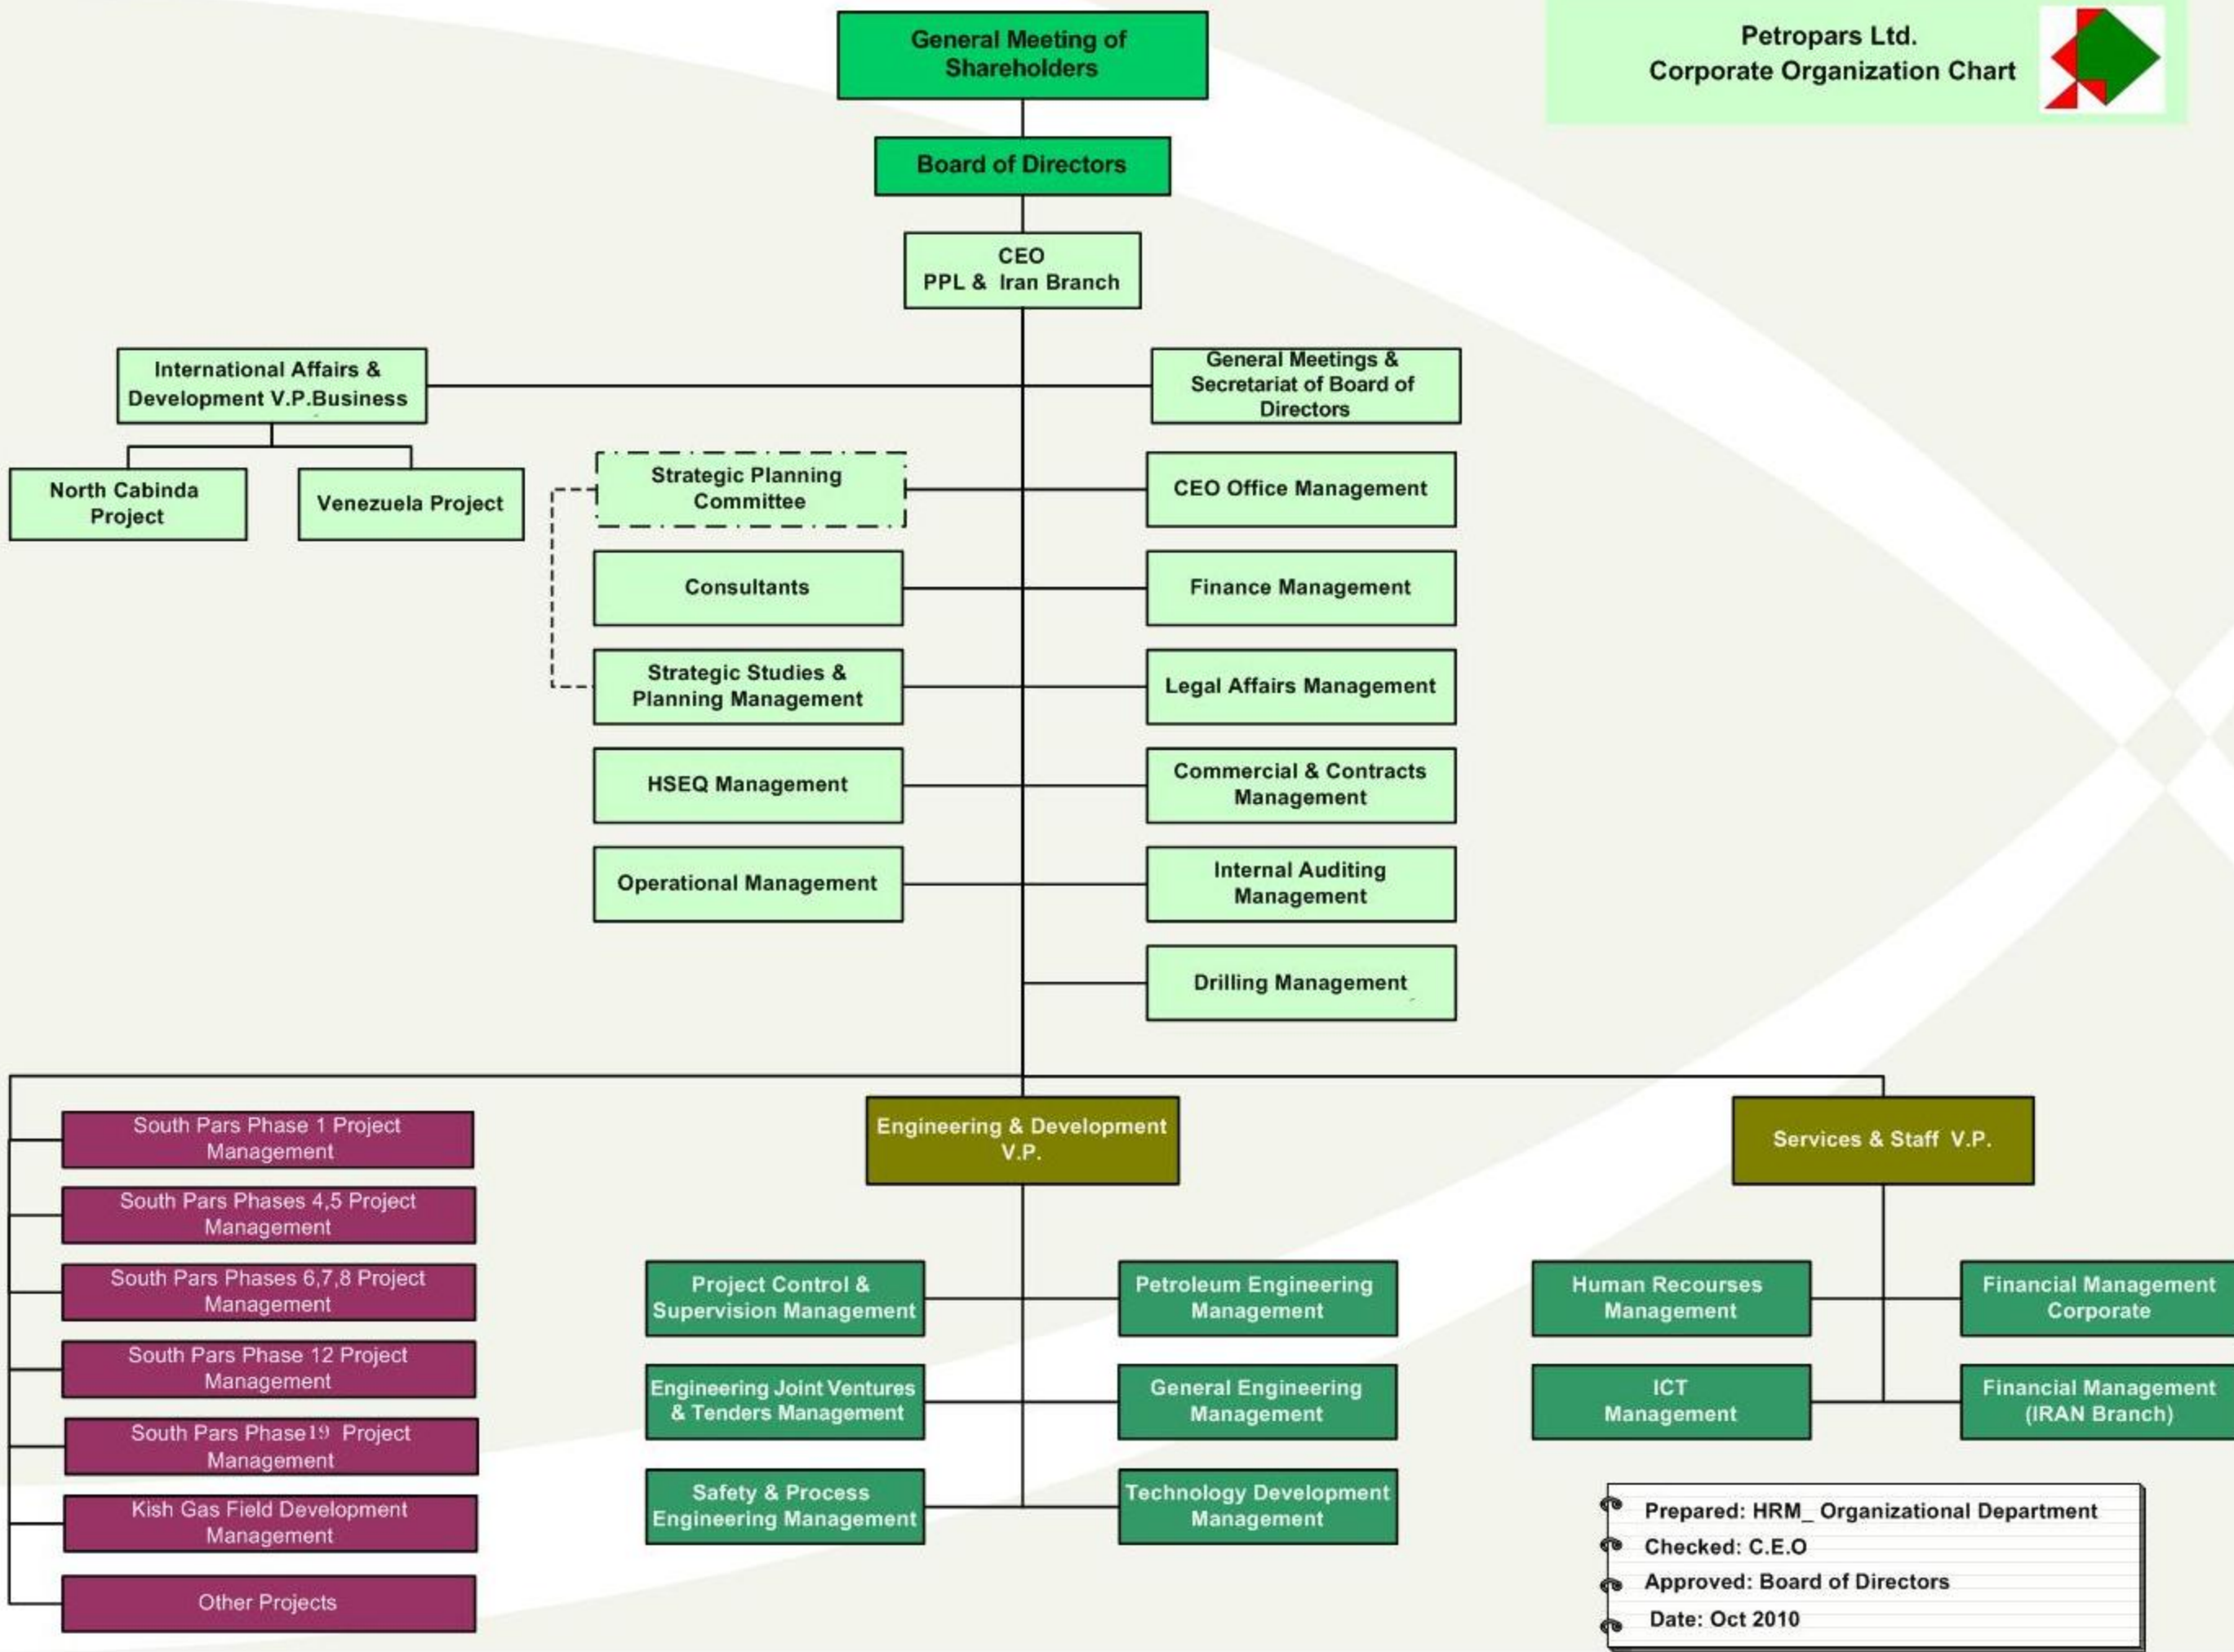 Petropars Ltd.
Corporate Organization Chart
General Meeting of
Shareholders
Board of Directors
CEO
PPL &  Iran Branch
International Affairs &
Development V.P.Business
General Meetings &
Secretariat of Board of
Directors
North Cabinda
Project
Venezuela Project
Strategic Planning
Committee
CEO Office Management
Consultants
Finance Management
Strategic Studies &
Planning Management
Legal Affairs Management
HSEQ Management
Commercial & Contracts
Management
Operational Management
Internal Auditing
Management
Drilling Management
South Pars Phase 1 Project
Management
South Pars Phases 4,5 Project
Management
South Pars Phases 6,7,8 Project
Management
South Pars Phase 12 Project
Management
South Pars Phase19  Project
Management
Kish Gas Field Development
Management
Other Projects
Engineering & Development
V.P.
Project Control &
Supervision Management
Petroleum Engineering
Management
Engineering Joint Ventures
& Tenders Management
General Engineering
Management
Safety & Process
Engineering Management
Technology Development
Management
Services & Staff  V.P.
Human Recourses
Management
Financial Management
Corporate
ICT
Management
Financial Management
(IRAN Branch)
Prepared: HRM_ Organizational Department
Checked: C.E.O
Approved: Board of Directors
Date: Oct 2010